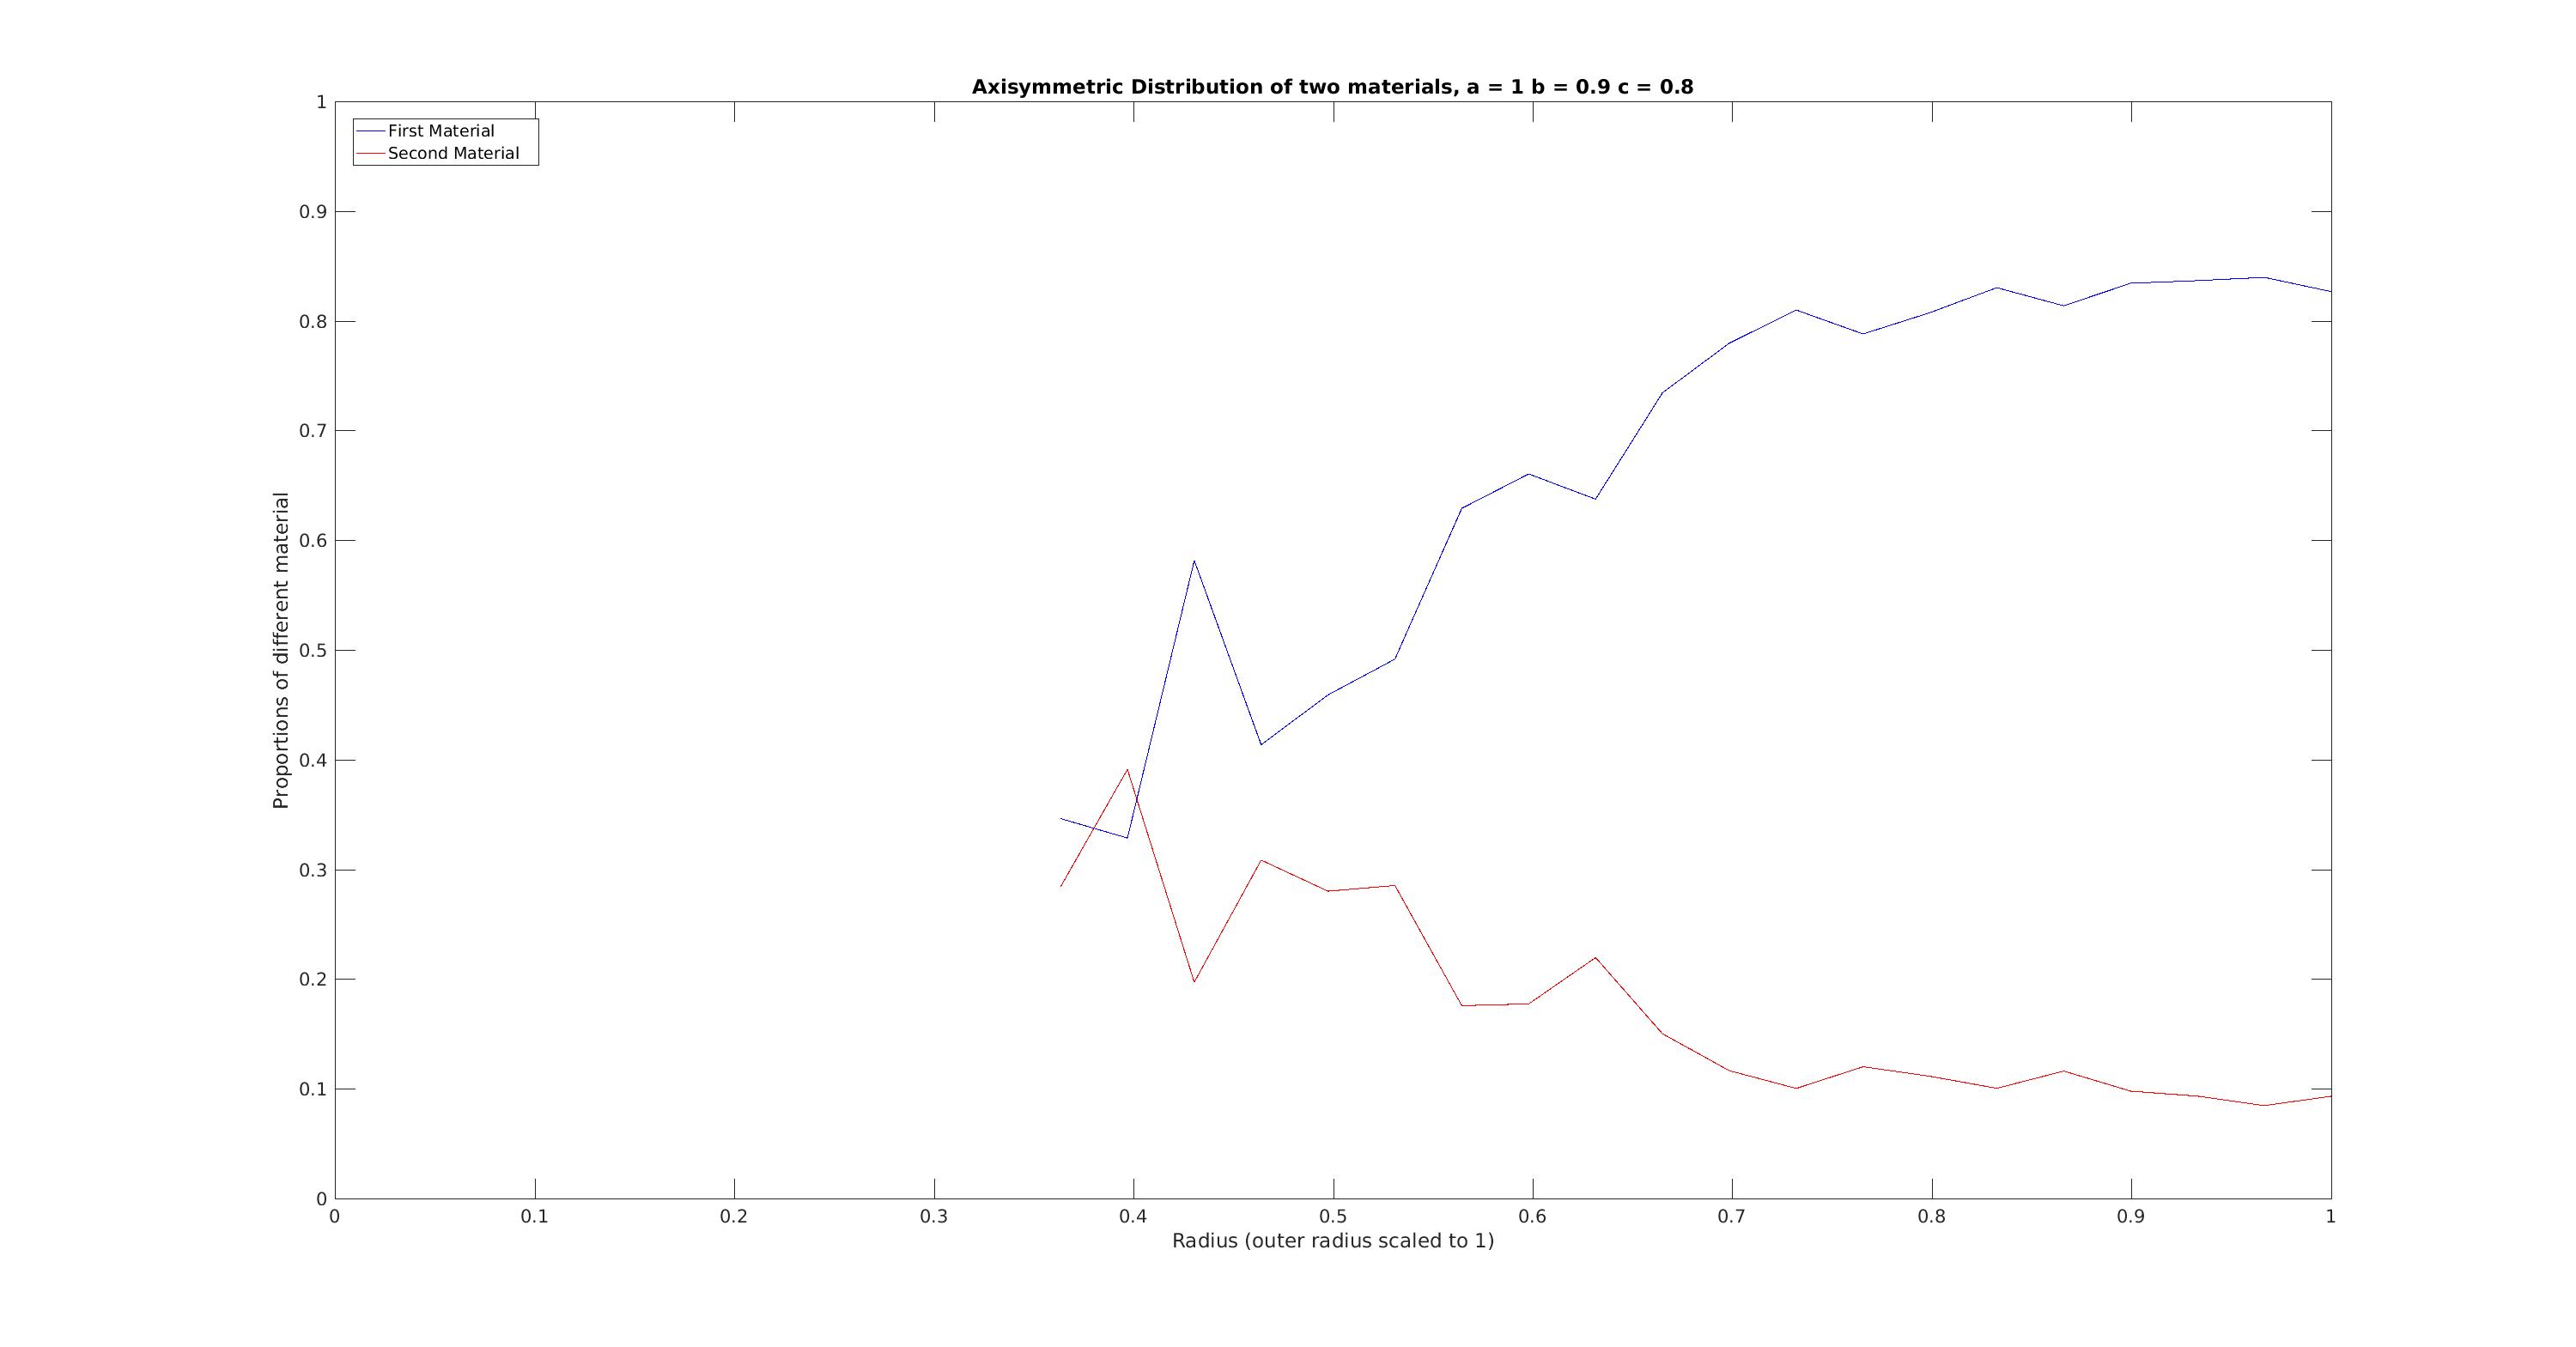 Axisymmetric Distribution of two materials, a = 1 b = 0.9 c = 0.8
First Material
Second Material
Proportions of different material
1
0.9
0.8
0.7
0.6
0.5
0.4
0.3
0.2
0.1
0
0 0.1 0.2 0.3 0.4 0.5 0.6 0.7 0.8 0.9 1
Radius (outer radius scaled to 1)